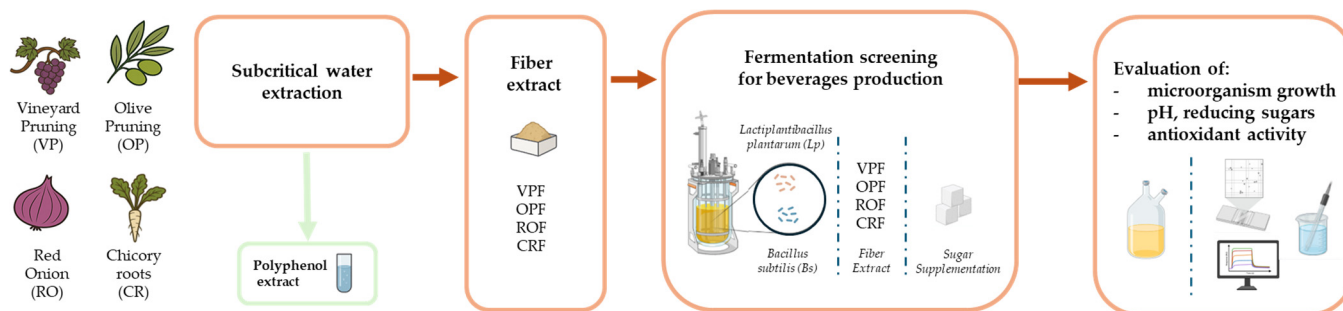 Vineyard
Pruning
(VP)
Olive
Pruning
(OP)
Red
Onion
(RO)
Chicory
roots
(CR)
Subcritical water
extraction
Polyphenol
extract
Fiber
extract
VPF
OPF
ROF
CRF
Fermentation screening
for beverages production
Lactiplantibacillus
plantarum (Lp)
Bacillus
subtilis (Bs)
VPF
OPF
ROF
CRF
Fiber
Extract
Sugar
Supplementation
Evaluation of:
- microorganism growth
- pH, reducing sugars
- antioxidant activity